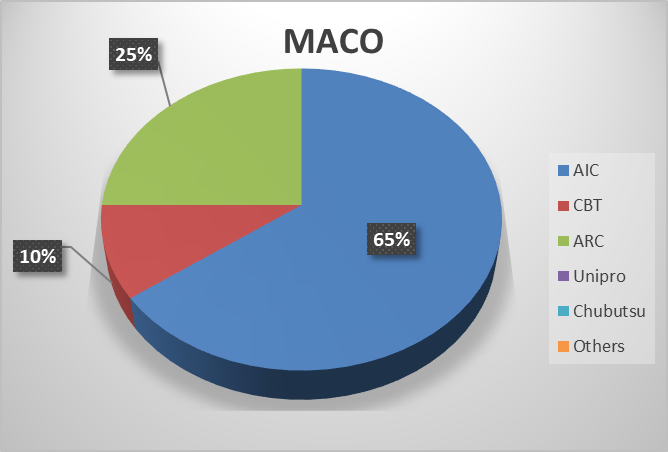 MACO
25%
10%
65%
AIC
CBT
ARC
Unipro
Chubutsu
Others